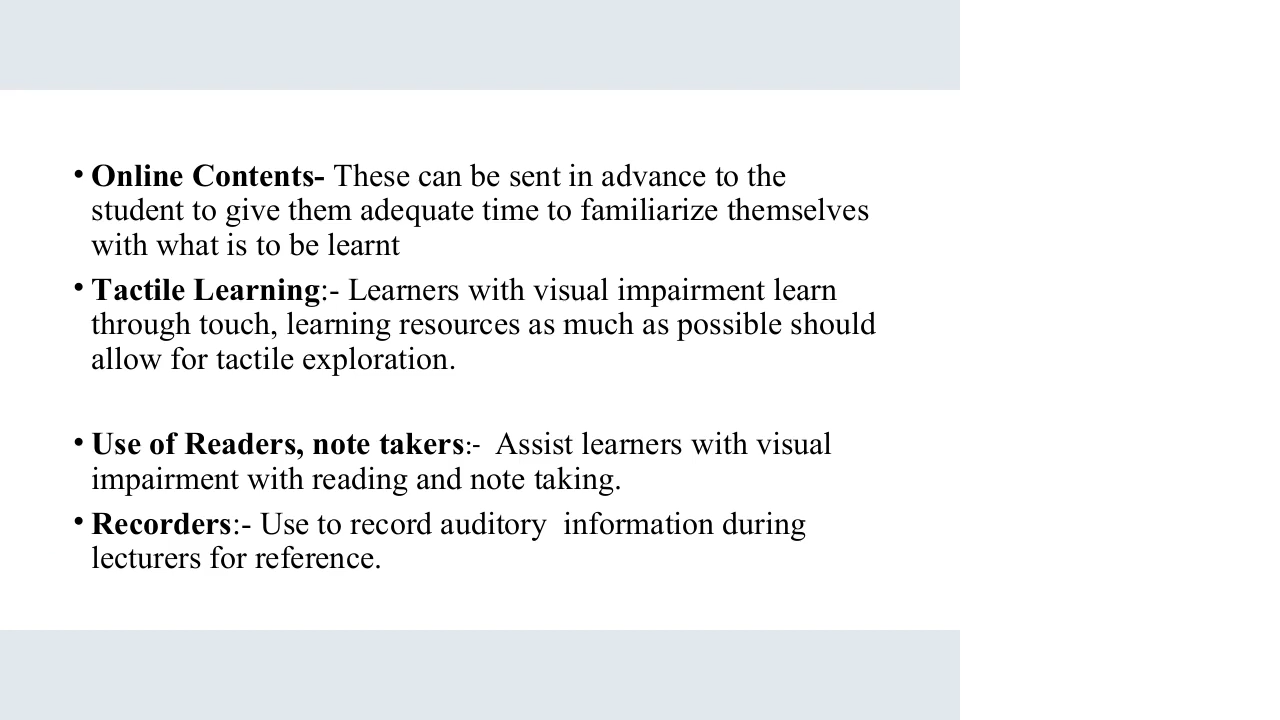 • Online Contents- These can be sent in advance to the
student to give them adequate time to familiarize themselves
with what is to be learnt
• Tactile Learning:- Learners with visual impairment learn
through touch, learning resources as much as possible should
allow for tactile exploration.
• Use of Readers, note takers:-  Assist learners with visual
impairment with reading and note taking.
• Recorders:- Use to record auditory  information during
lecturers for reference.